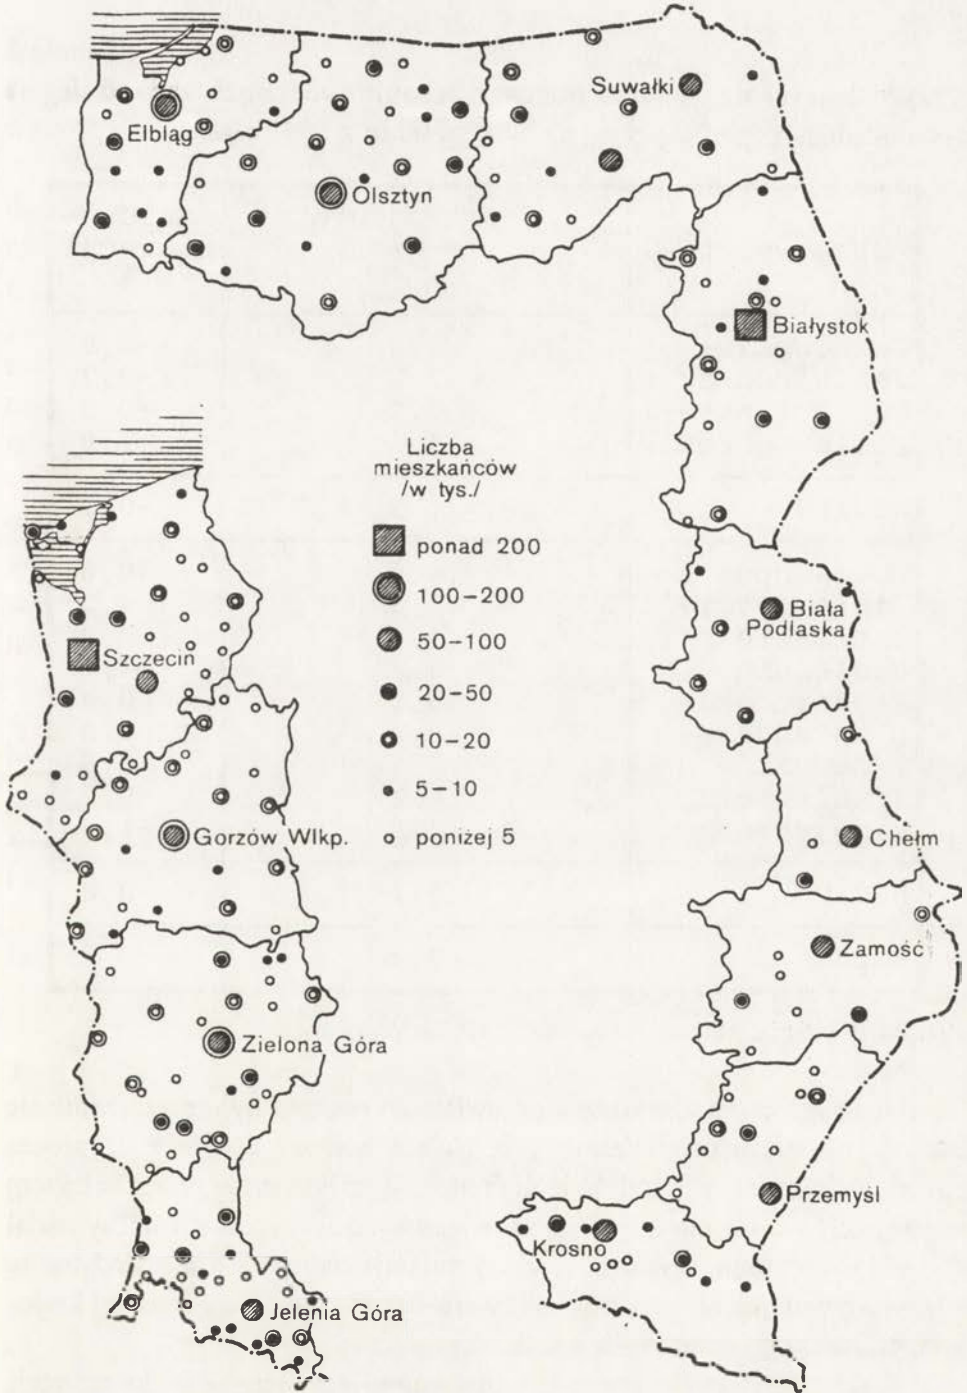 Suwałki
Elbląg
Olsztyn
Białystok
Liczba
mieszkańców
/w tys./
ponad 200
100–200
50–100
20–50
10–20
5–10
poniżej 5
Biała
Podlaska
Szczecin
Gorzów Wlkp.
Chełm
Zamość
Zielona Góra
Przemyśl
Krosno
Jelenia Góra